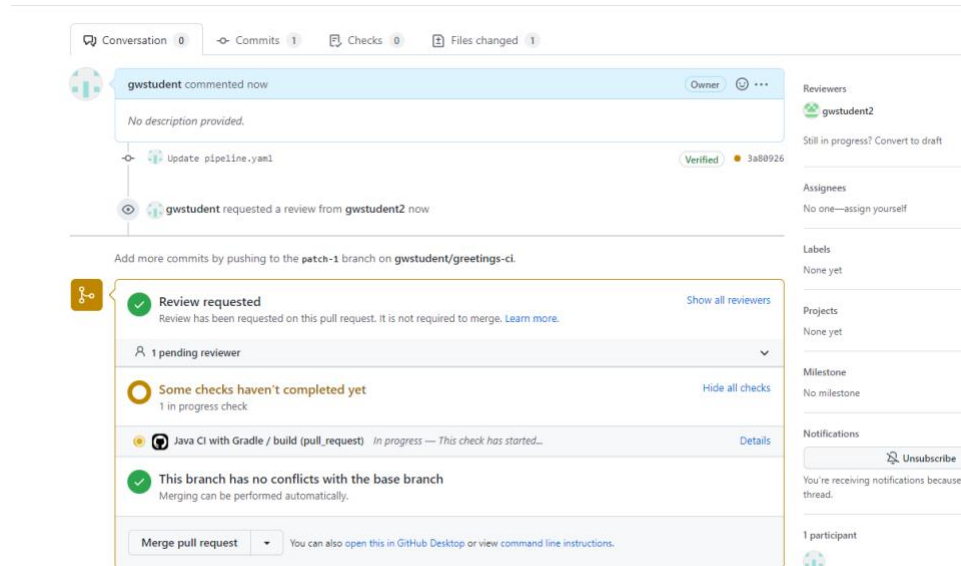 Conversation 0 Commits 1 Checks 0 Files changed 1
gwstudent commented now Owner
No description provided.
Update pipeline.yaml Verified 3a80926
gwstudent requested a review from gwstudent2 now
Add more commits by pushing to the patch-1 branch on gwstudent/greetings-ci.
Review requested Show all reviewers
Review has been requested on this pull request. It is not required to merge. Learn more.
1 pending reviewer
Some checks haven't completed yet Hide all checks
1 in progress check
Java CI with Gradle / build (pull_request) In progress — This check has started... Details
This branch has no conflicts with the base branch
Merging can be performed automatically.
Merge pull request You can also open this in GitHub Desktop or view command line instructions.
Reviewers
gwstudent2
Still in progress? Convert to draft
Assignees
No one—assign yourself
Labels
None yet
Projects
None yet
Milestone
No milestone
Notifications
Unsubscribe
You're receiving notifications because
thread.
1 participant